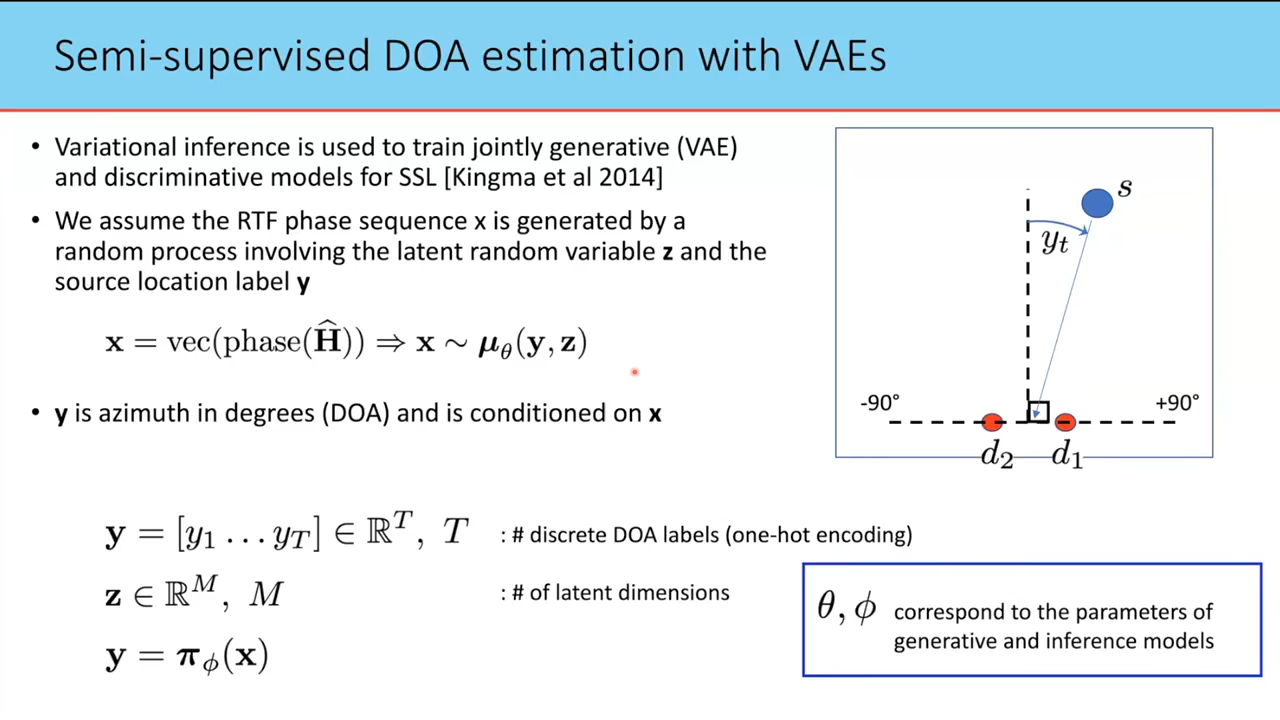 Semi-supervised DOA estimation with VAEs
• Variational inference is used to train jointly generative (VAE)
and discriminative models for SSL [Kingma et al 2014]
• We assume the RTF phase sequence x is generated by a
random process involving the latent random variable z and the
source location label y
x = vec(phase(Ĥ)) ⇒ x ∼ μ_θ(y, z)
• y is azimuth in degrees (DOA) and is conditioned on x
y = [y₁ … y_T] ∈ ℝ^T, T : # discrete DOA labels (one-hot encoding)
z ∈ ℝ^M, M : # of latent dimensions
y = π_ϕ(x)
s
y_t
-90° +90°
d₂ d₁
θ, ϕ correspond to the parameters of
generative and inference models